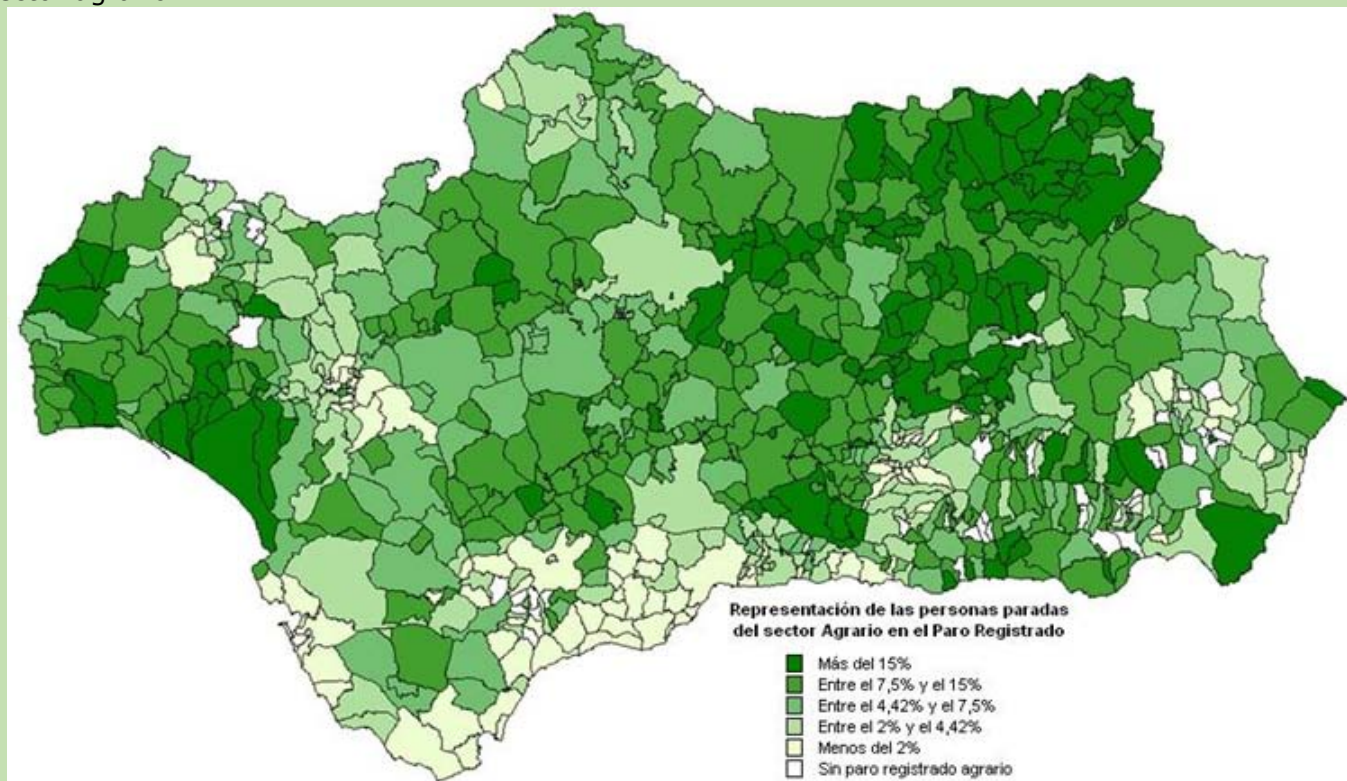 Representación de las personas paradas
del sector Agrario en el Paro Registrado
Más del 15%
Entre el 7,5% y el 15%
Entre el 4,42% y el 7,5%
Entre el 2% y el 4,42%
Menos del 2%
Sin paro registrado agrario